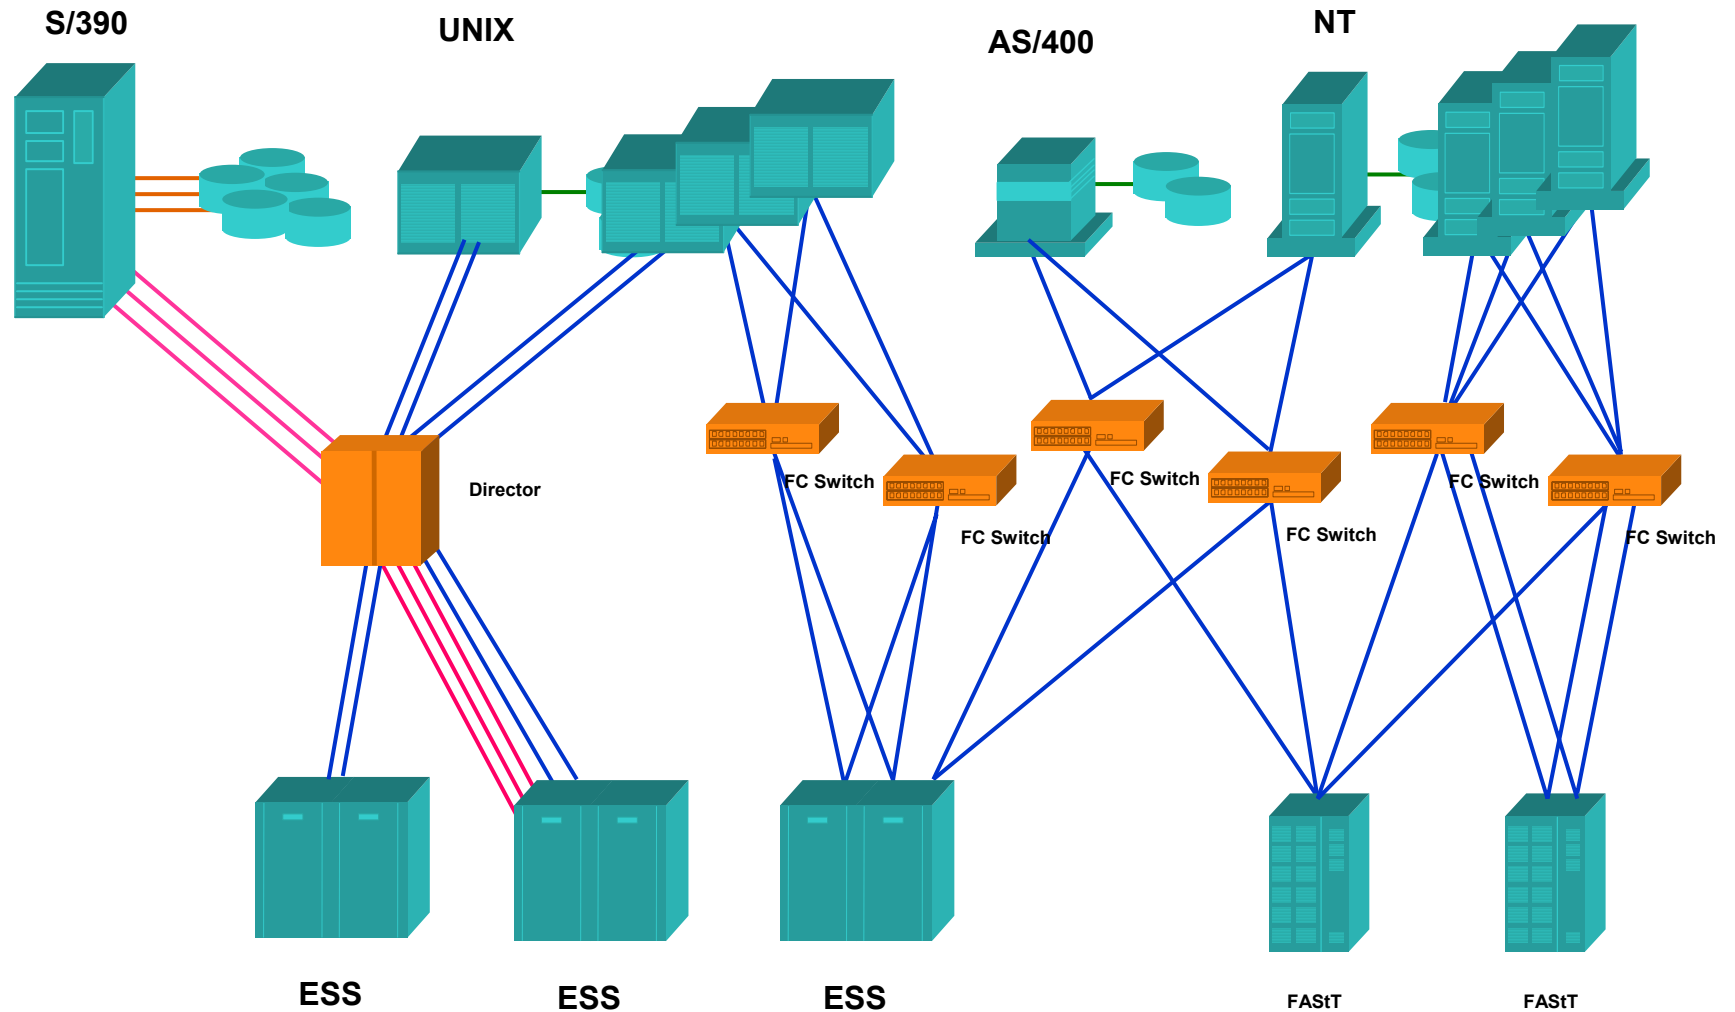 S/390
UNIX
AS/400
NT
Director
FC Switch
FC Switch
FC Switch
FC Switch
FC Switch
FC Switch
ESS
ESS
ESS
FAStT
FAStT